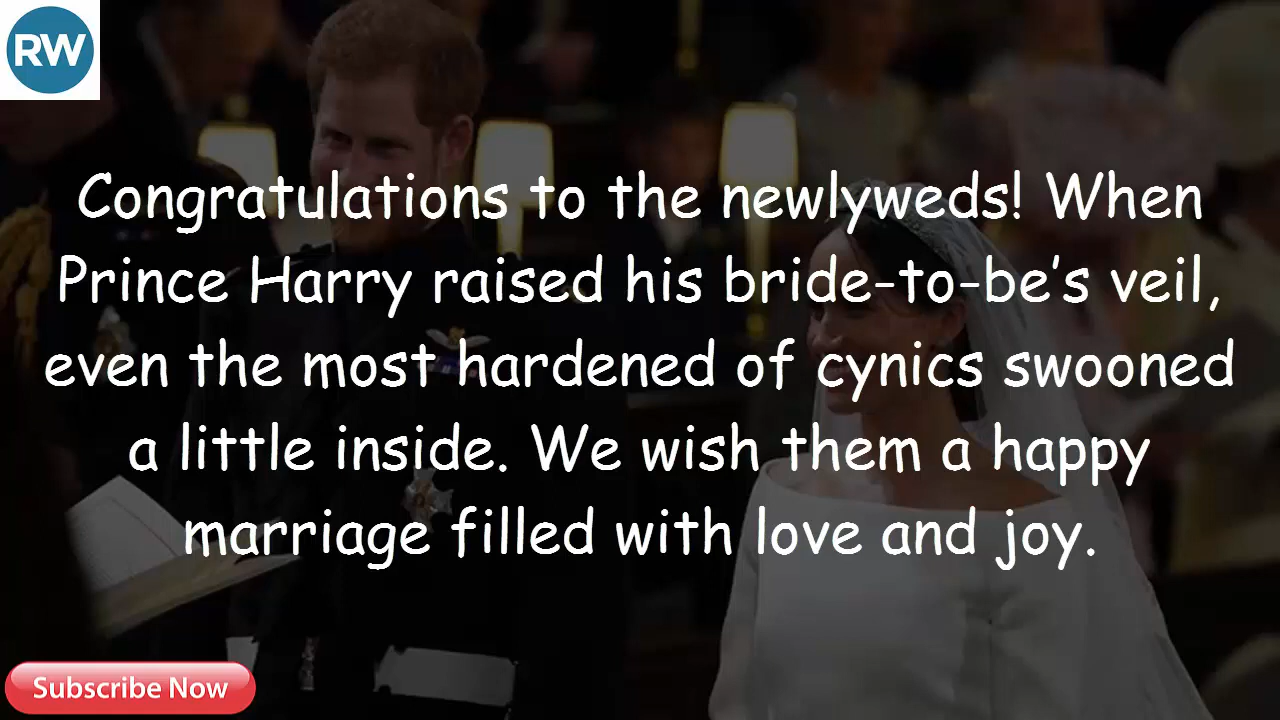 RW
Congratulations to the newlyweds! When
Prince Harry raised his bride-to-be’s veil,
even the most hardened of cynics swooned
a little inside. We wish them a happy
marriage filled with love and joy.
Subscribe Now